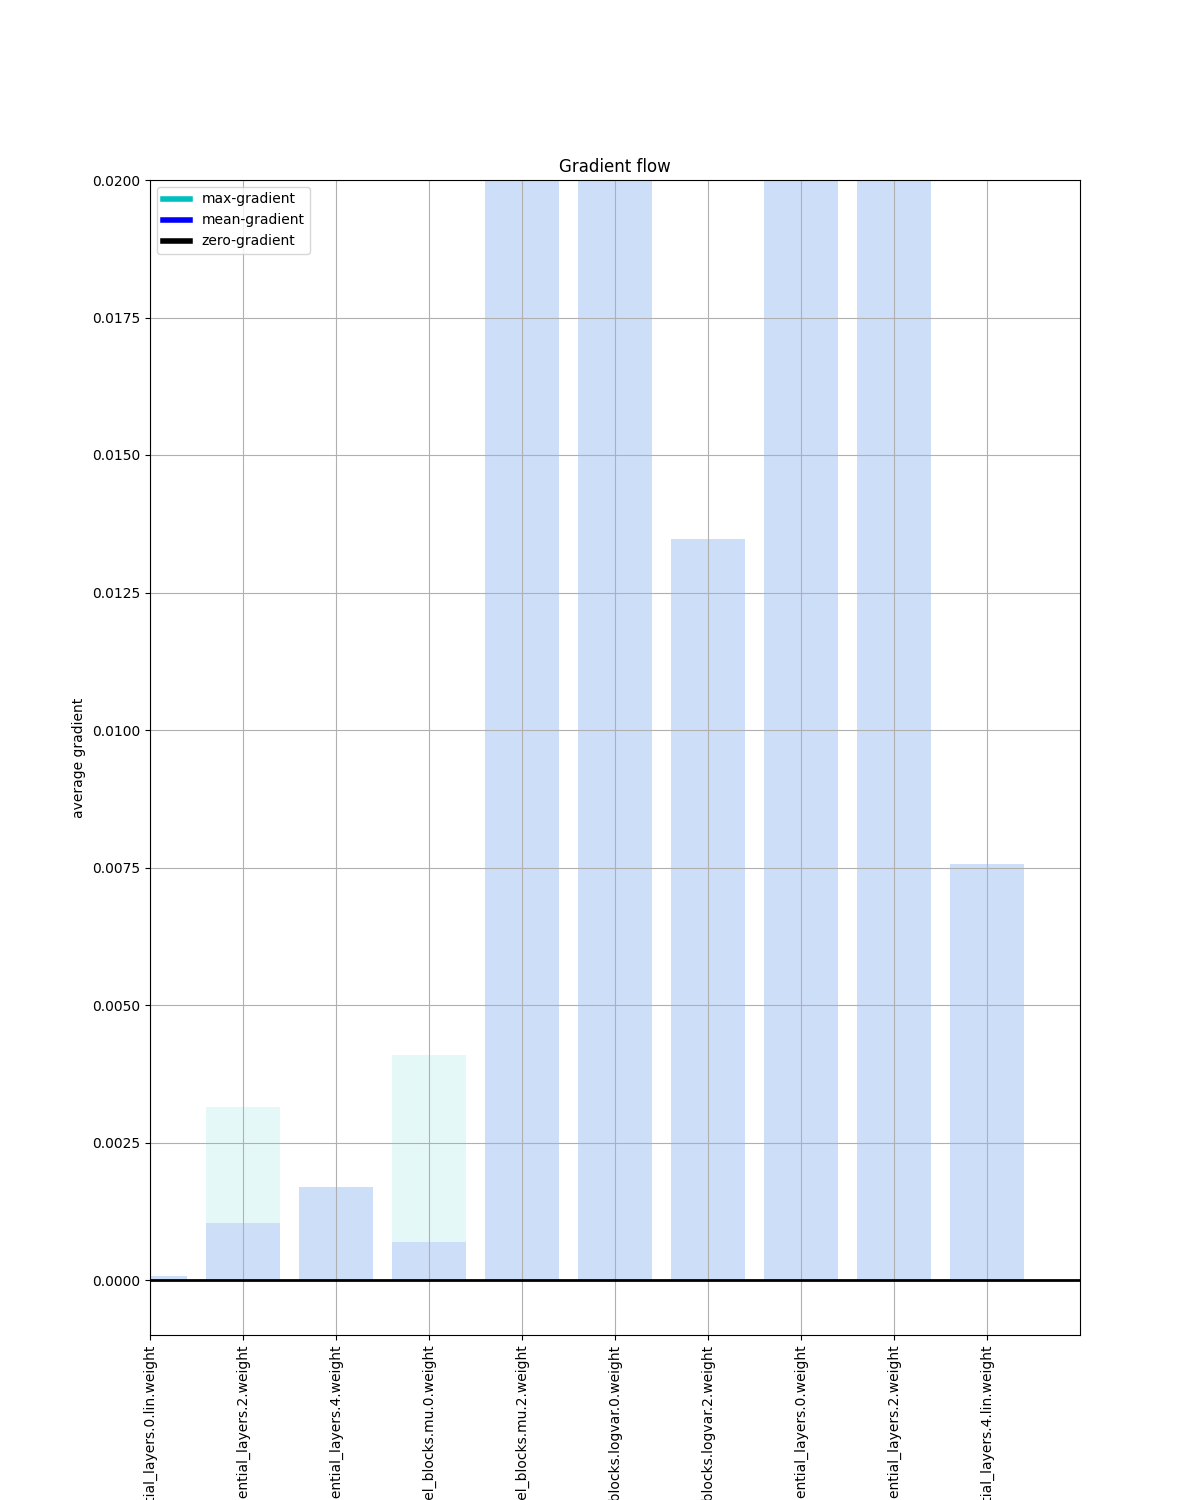 Gradient flow
max-gradient
mean-gradient
zero-gradient
0.0200
0.0175
0.0150
0.0125
0.0100
0.0075
0.0050
0.0025
0.0000
average gradient
tial_layers.0.lin.weight
ential_layers.2.weight
ential_layers.4.weight
el_blocks.mu.0.weight
el_blocks.mu.2.weight
blocks.logvar.0.weight
blocks.logvar.2.weight
ential_layers.0.weight
ential_layers.2.weight
tial_layers.4.lin.weight